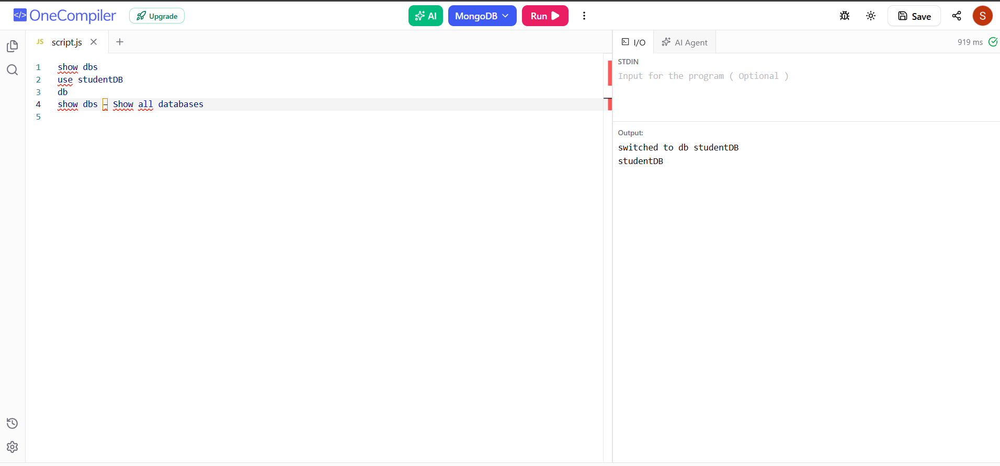 </> OneCompiler
Upgrade
AI
MongoDB
Run
Save
S
JS script.js
I/O
AI Agent
919 ms
1 show dbs
2 use studentDB
3 db
4 show dbs – Show all databases
5
STDIN
Input for the program ( Optional )
Output:
switched to db studentDB
studentDB